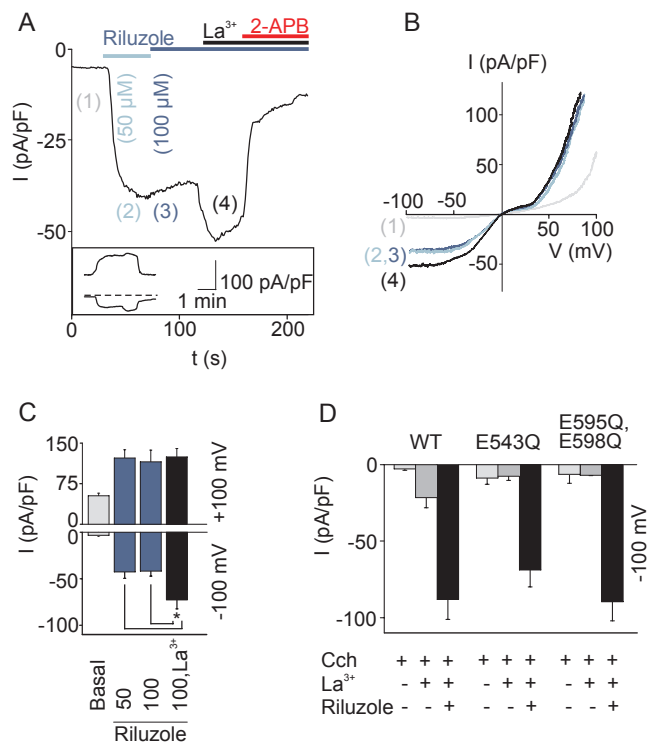 A
Riluzole
La³⁺
2-APB
(50 µM)
(100 µM)
(1)
(2)
(3)
(4)
I (pA/pF)
0
-25
-50
100 pA/pF
1 min
0
100
200
t (s)
B
I (pA/pF)
100
50
-100
-50
50
100
V (mV)
-50
(1)
(2,3)
(4)
C
I (pA/pF)
150
75
0
0
-50
-100
+100 mV
-100 mV
*
Basal
50
100
100,La³⁺
Riluzole
D
WT
E543Q
E595Q,
E598Q
I (pA/pF)
0
-50
-100
-100 mV
Cch + + + + + + + + +
La³⁺ - + + - + + - + +
Riluzole - - + - - + - - +